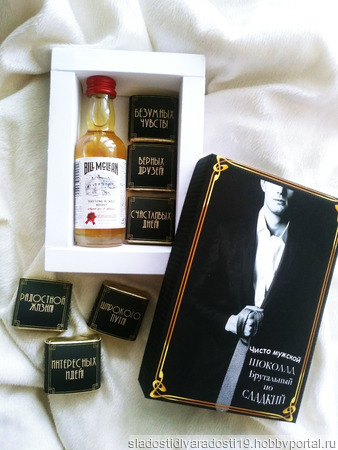 БЕЗУМНЫХ
ЧУВСТВ!
BILL McLEAN
ВЕРНЫХ
ДРУЗЕЙ!
СЧАСТЛИВЫХ
ДНЕЙ!
РАДОСТНОЙ
ЖИЗНИ!
ШИРОКОГО
ПУТИ!
ИНТЕРЕСНЫХ
ИДЕЙ!
Чисто мужской
ШОКОЛАД
Брутальный
но
СЛАДКИЙ
sladostidlyaradosti19.hobbyportal.ru